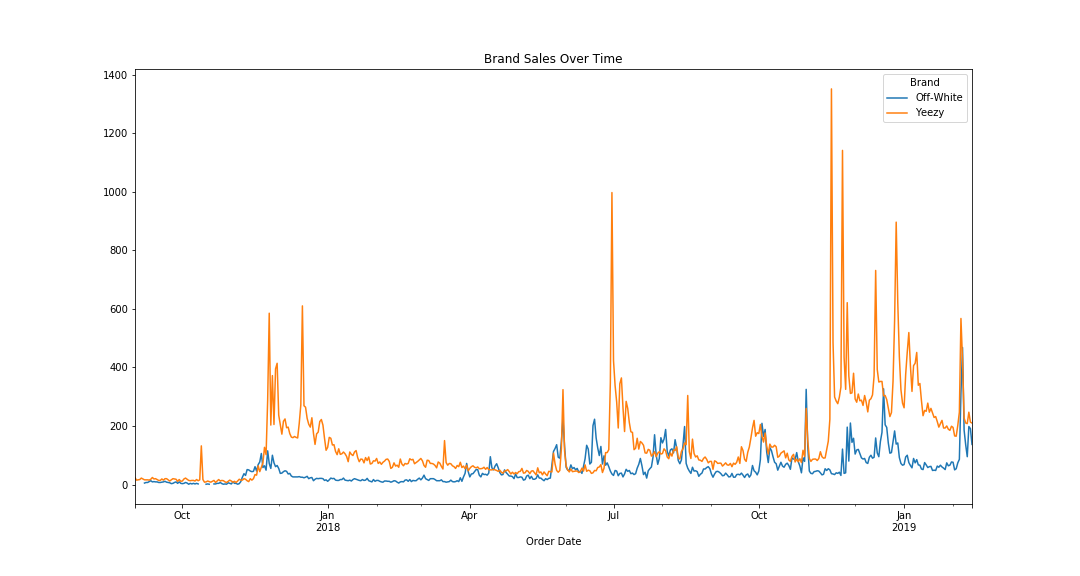 Brand Sales Over Time
1400
1200
1000
800
600
400
200
0
Brand
Off-White
Yeezy
Oct
Jan
2018
Apr
Jul
Oct
Jan
2019
Order Date